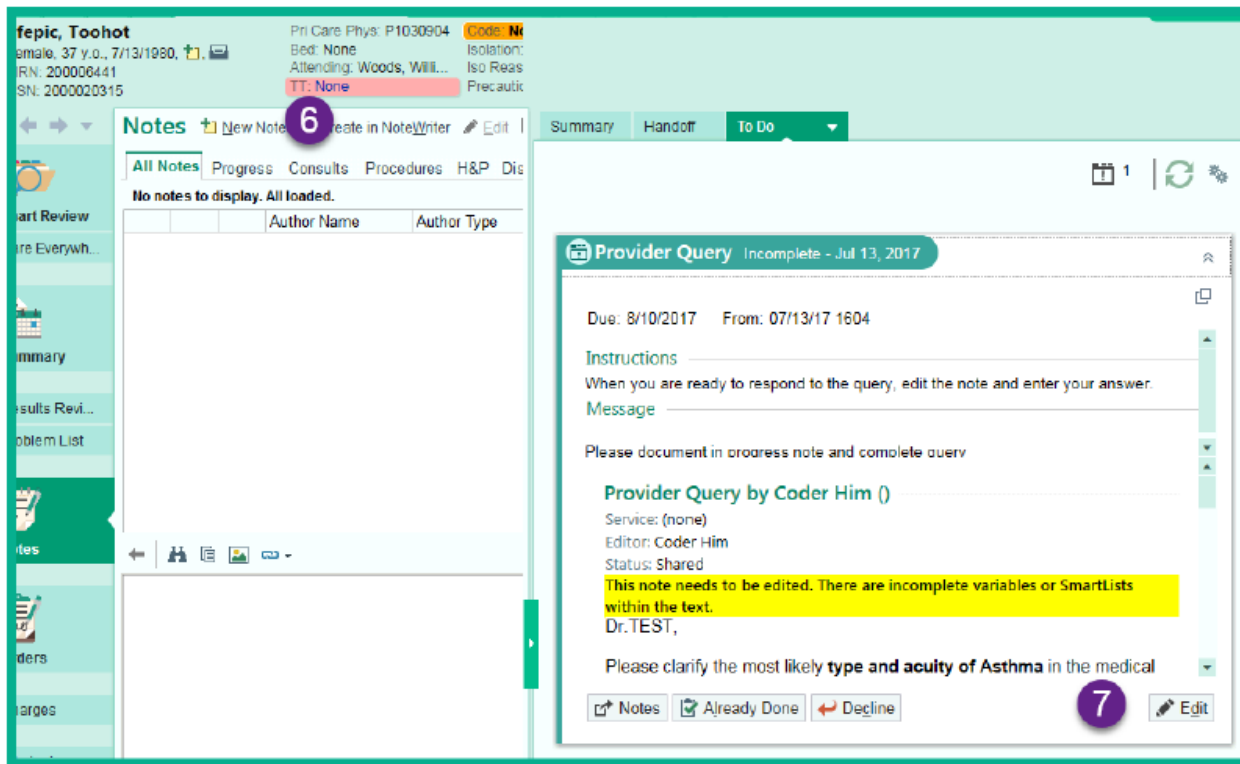 fepic, Toohot
emale, 37 y.o., 7/13/1980,
IRN: 200006441
SN: 2000020315
Pri Care Phys: P1030904
Bed: None
Attending: Woods, Willi...
TT: None
Code: No
Isolation:
Iso Reas
Precautic
Notes New Note 6 reate in NoteWriter Edit
All Notes Progress Consults Procedures H&P Dis
No notes to display. All loaded.
Author Name Author Type
art Review
are Everywh...
ummary
esults Revi...
oblem List
otes
rders
arges
Summary Handoff To Do
1
Provider Query Incomplete - Jul 13, 2017
Due: 8/10/2017 From: 07/13/17 1604
Instructions
When you are ready to respond to the query, edit the note and enter your answer.
Message
Please document in progress note and complete query
Provider Query by Coder Him ()
Service: (none)
Editor: Coder Him
Status: Shared
This note needs to be edited. There are incomplete variables or SmartLists
within the text.
Dr.TEST,
Please clarify the most likely type and acuity of Asthma in the medical
Notes Already Done Decline 7 Edit